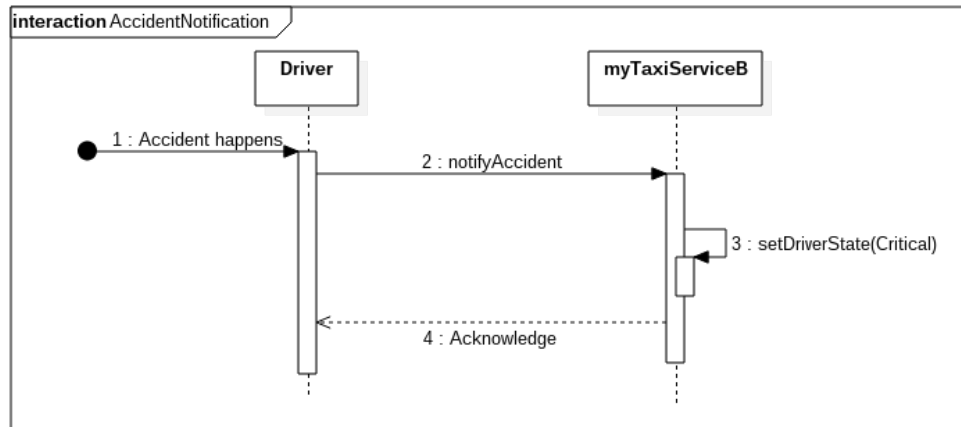 interaction AccidentNotification
Driver
myTaxiServiceB
1 : Accident happens
2 : notifyAccident
3 : setDriverState(Critical)
4 : Acknowledge